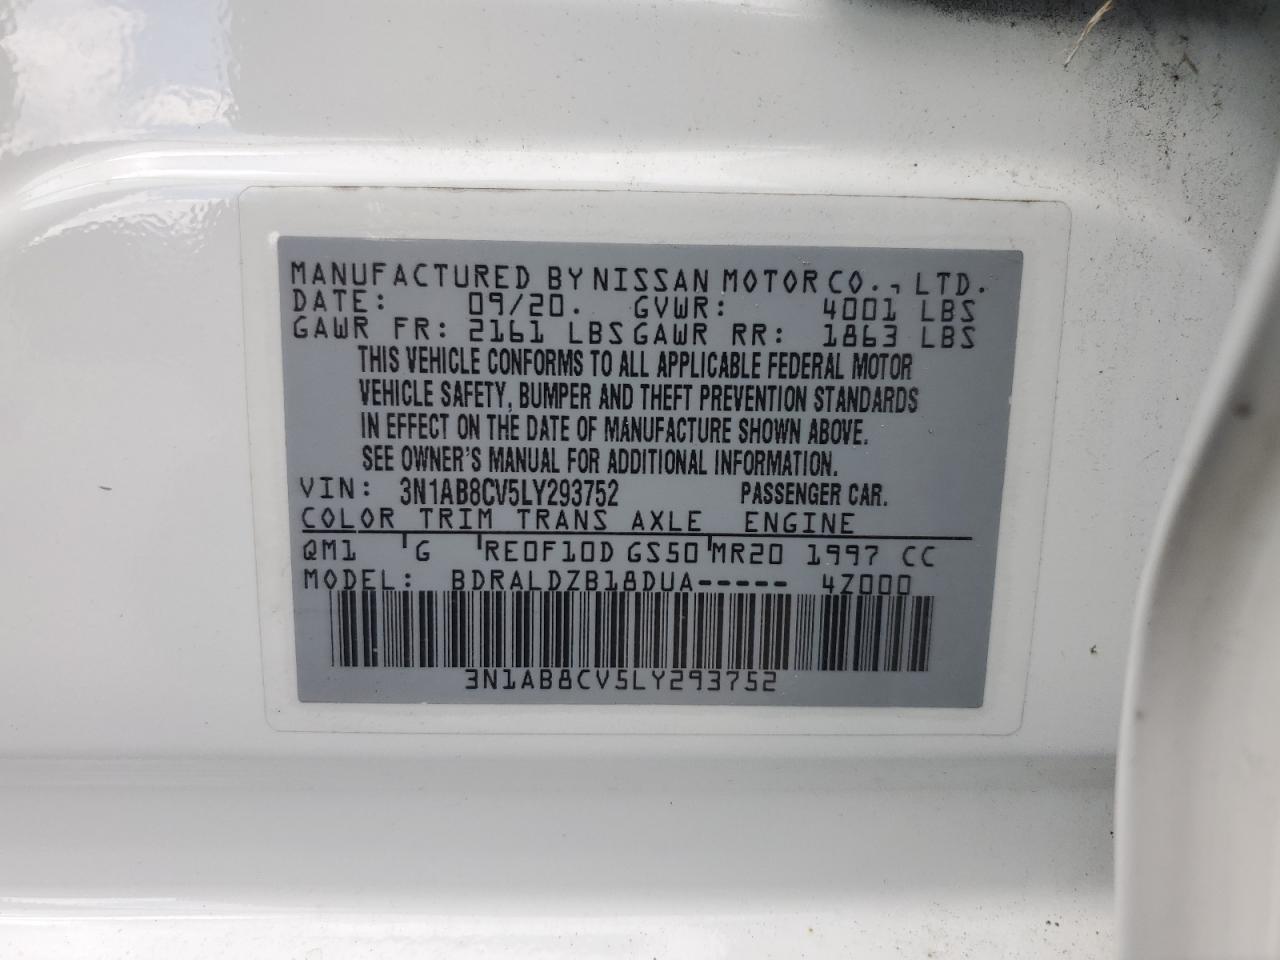 MANUFACTURED BY NISSAN MOTOR CO., LTD.
DATE: 09/20. GVWR: 4001 LBS
GAWR FR: 2161 LBS GAWR RR: 1863 LBS
THIS VEHICLE CONFORMS TO ALL APPLICABLE FEDERAL MOTOR
VEHICLE SAFETY, BUMPER AND THEFT PREVENTION STANDARDS
IN EFFECT ON THE DATE OF MANUFACTURE SHOWN ABOVE.
SEE OWNER'S MANUAL FOR ADDITIONAL INFORMATION.
VIN: 3N1AB8CV5LY293752 PASSENGER CAR.
COLOR TRIM TRANS AXLE ENGINE
QM1 G RE0F10D GS50 MR20 1997 CC
MODEL: BDRALDZB18DUA----- 4Z000
3N1AB8CV5LY293752